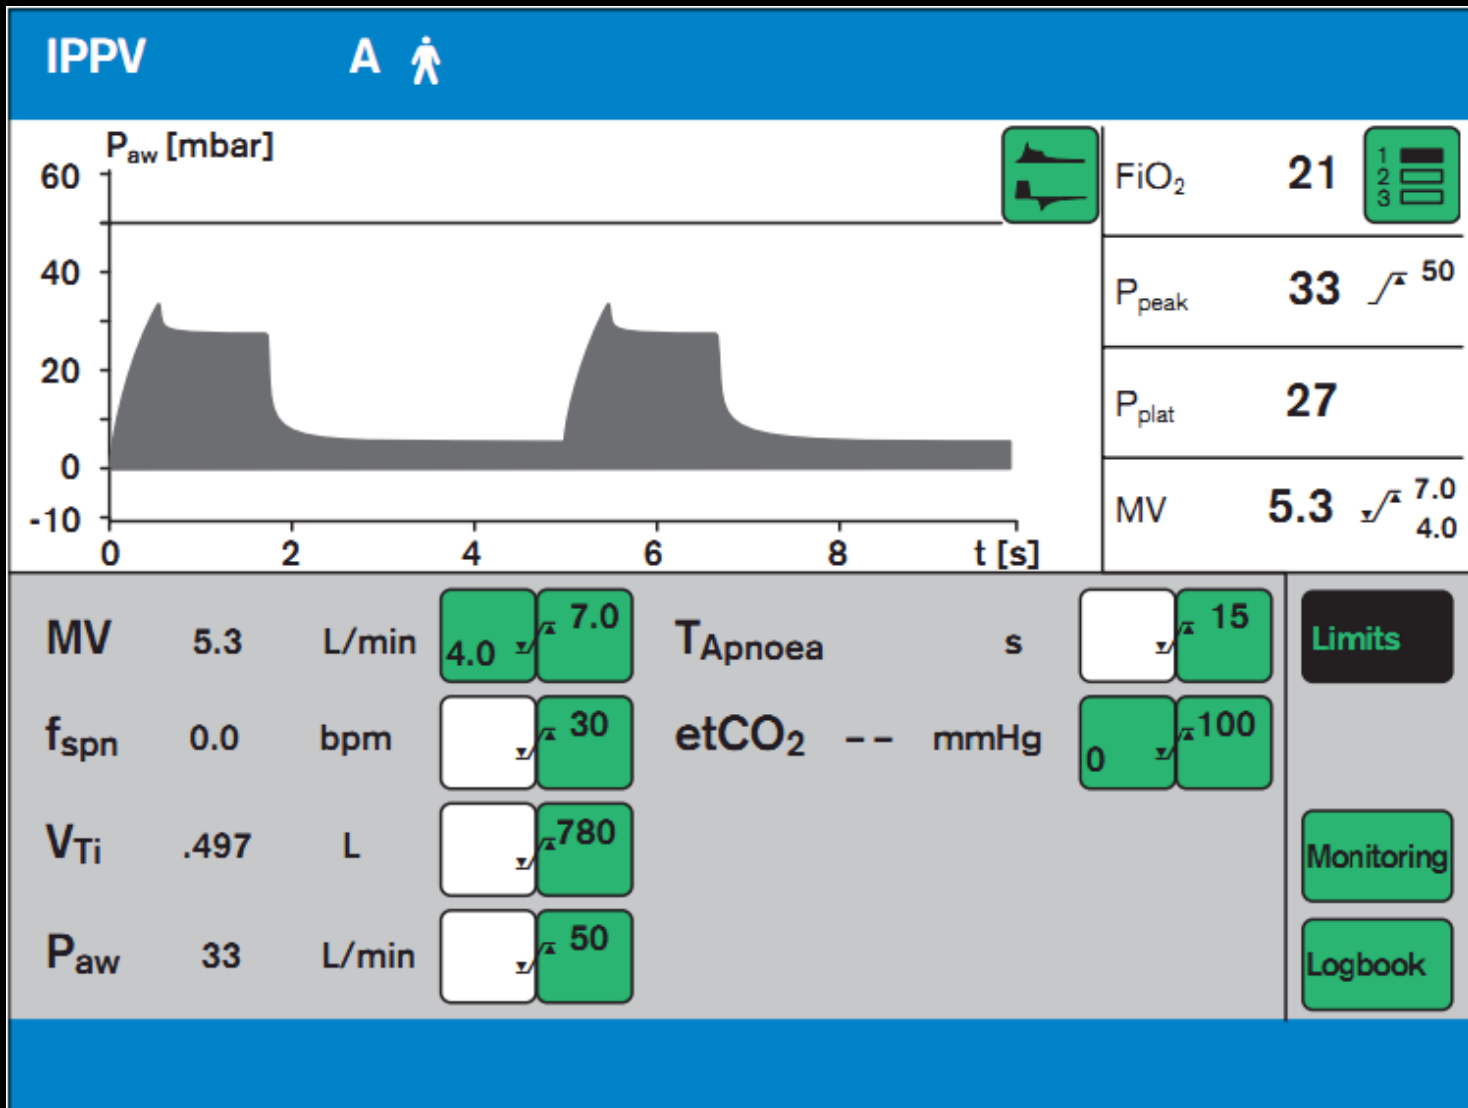 IPPV A
Paw [mbar]
60
40
20
0
-10
0 2 4 6 8 t [s]
1
2
3
FiO2 21
Ppeak 33 50
Pplat 27
MV 5.3 7.0
4.0
MV 5.3 L/min 4.0 7.0
TApnoea s 15
fspn 0.0 bpm 30
etCO2 -- mmHg 0 100
VTi .497 L 780
Paw 33 L/min 50
Limits
Monitoring
Logbook